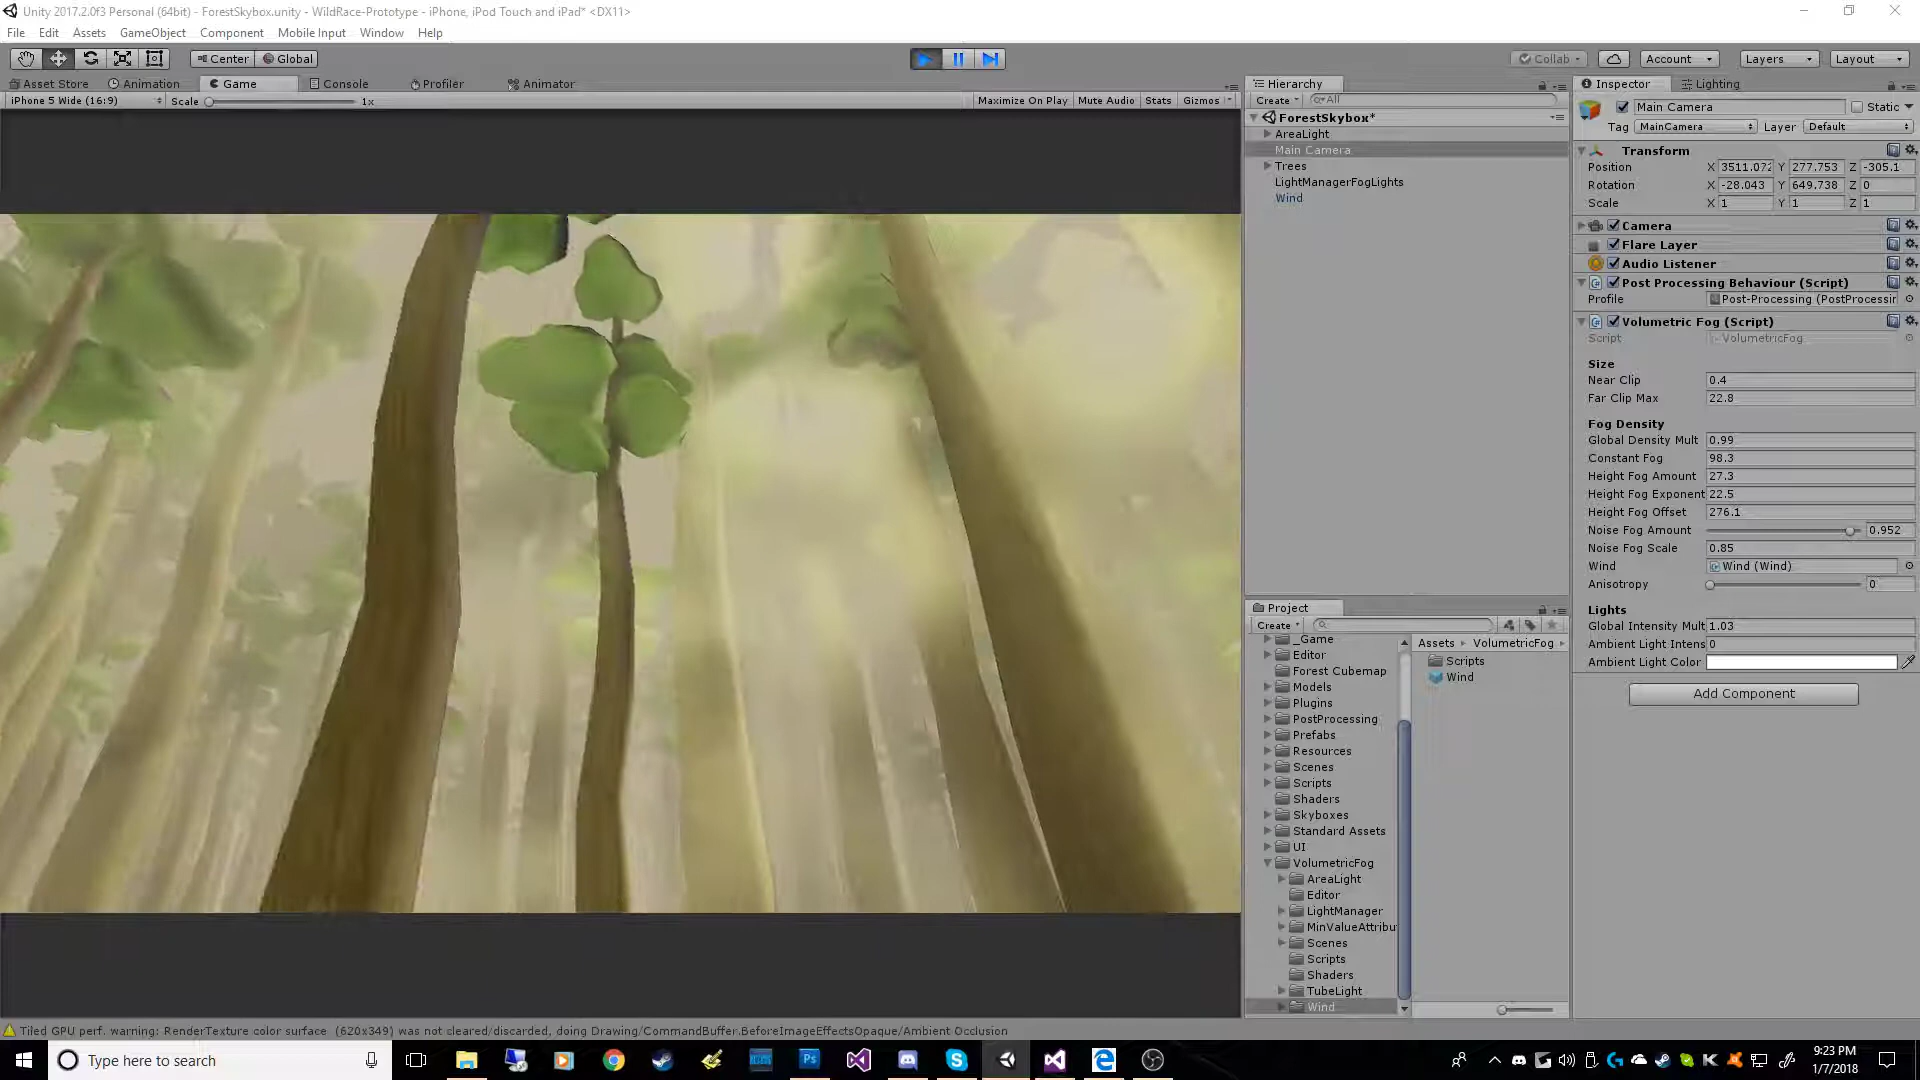 Unity 2017.2.0f3 Personal (64bit) - ForestSkybox.unity - WildRace-Prototype - iPhone, iPod Touch and iPad* <DX11>
File Edit Assets GameObject Component Mobile Input Window Help
Center Global Collab Account Layers Layout
Asset Store Animation Game Console Profiler Animator
iPhone 5 Wide (16:9) Scale 1x Maximize On Play Mute Audio Stats Gizmos
Hierarchy
Create All
ForestSkybox*
AreaLight
Main Camera
Trees
LightManagerFogLights
Wind
Inspector Lighting
Main Camera Static
Tag MainCamera Layer Default
Transform
Position X 3511.072 Y 277.753 Z -305.1
Rotation X -28.043 Y 649.738 Z 0
Scale X 1 Y 1 Z 1
Camera
Flare Layer
Audio Listener
Post Processing Behaviour (Script)
Profile Post-Processing (PostProcessir
Volumetric Fog (Script)
Script VolumetricFog
Size
Near Clip 0.4
Far Clip Max 22.8
Fog Density
Global Density Mult 0.99
Constant Fog 98.3
Height Fog Amount 27.3
Height Fog Exponent 22.5
Height Fog Offset 276.1
Noise Fog Amount 0.952
Noise Fog Scale 0.85
Wind Wind (Wind)
Anisotropy 0
Lights
Global Intensity Mult 1.03
Ambient Light Intens 0
Ambient Light Color
Add Component
Project
Create
_Game
Editor
Forest Cubemap
Models
Plugins
PostProcessing
Prefabs
Resources
Scenes
Scripts
Shaders
Skyboxes
Standard Assets
UI
VolumetricFog
AreaLight
Editor
LightManager
MinValueAttribu
Scenes
Scripts
Shaders
TubeLight
Wind
Assets VolumetricFog
Scripts
Wind
Tiled GPU perf. warning: RenderTexture color surface (620x349) was not cleared/discarded, doing Drawing/CommandBuffer.BeforeImageEffectsOpaque/Ambient Occlusion
Type here to search
Ps
9:23 PM
1/7/2018